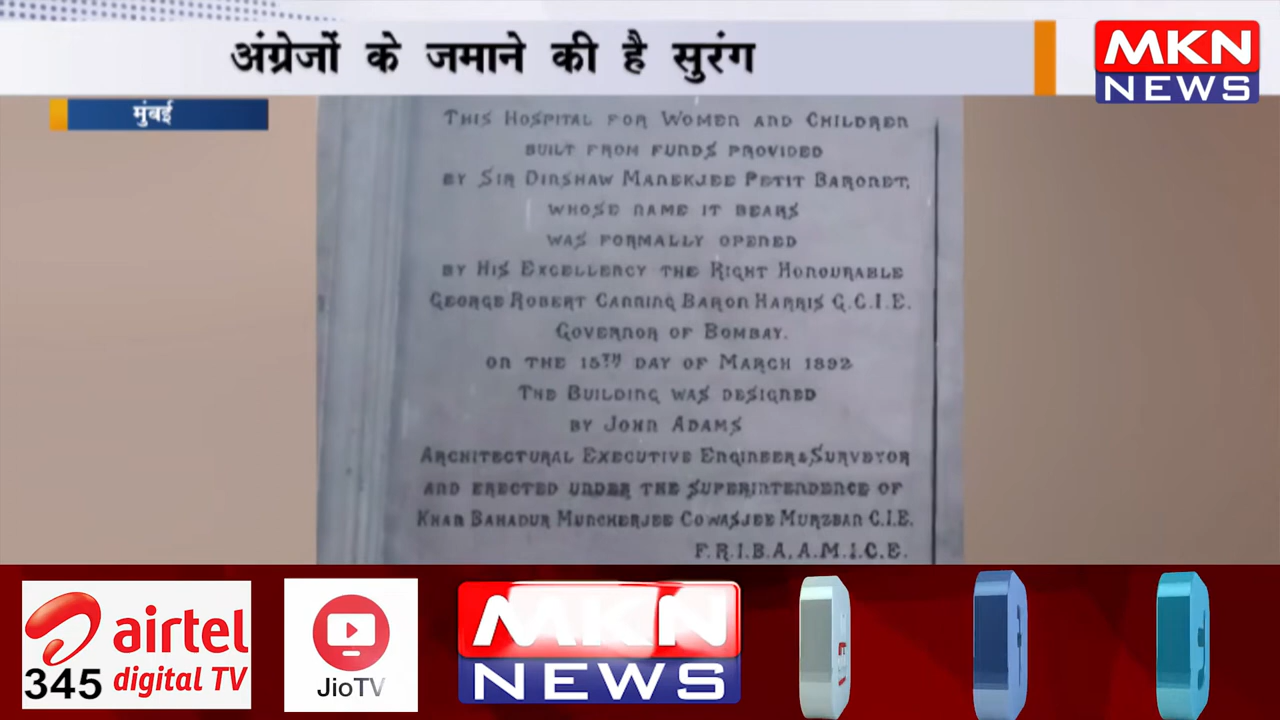 अंग्रेजों के जमाने की है सुरंग
MKN
NEWS
मुंबई
THIS HOSPITAL FOR WOMEN AND CHILDREN
BUILT FROM FUNDS PROVIDED
BY SIR DINSHAW MANEKJEE PETIT BARONET,
WHOSE NAME IT BEARS
WAS FORMALLY OPENED
BY HIS EXCELLENCY THE RIGHT HONOURABLE
GEORGE ROBERT CANNING BARON HARRIS G.C.I.E.
GOVERNOR OF BOMBAY.
ON THE 15TH DAY OF MARCH 1892
THE BUILDING WAS DESIGNED
BY JOHN ADAMS
ARCHITECTURAL EXECUTIVE ENGINEER & SURVEYOR
AND ERECTED UNDER THE SUPERINTENDENCE OF
KHAN BAHADUR MUNCHERJEE COWASJEE MURZBAN C.I.E.
F.R.I.B.A, A.M.I.C.E.
airtel
345 digital TV
JioTV
MKN
NEWS